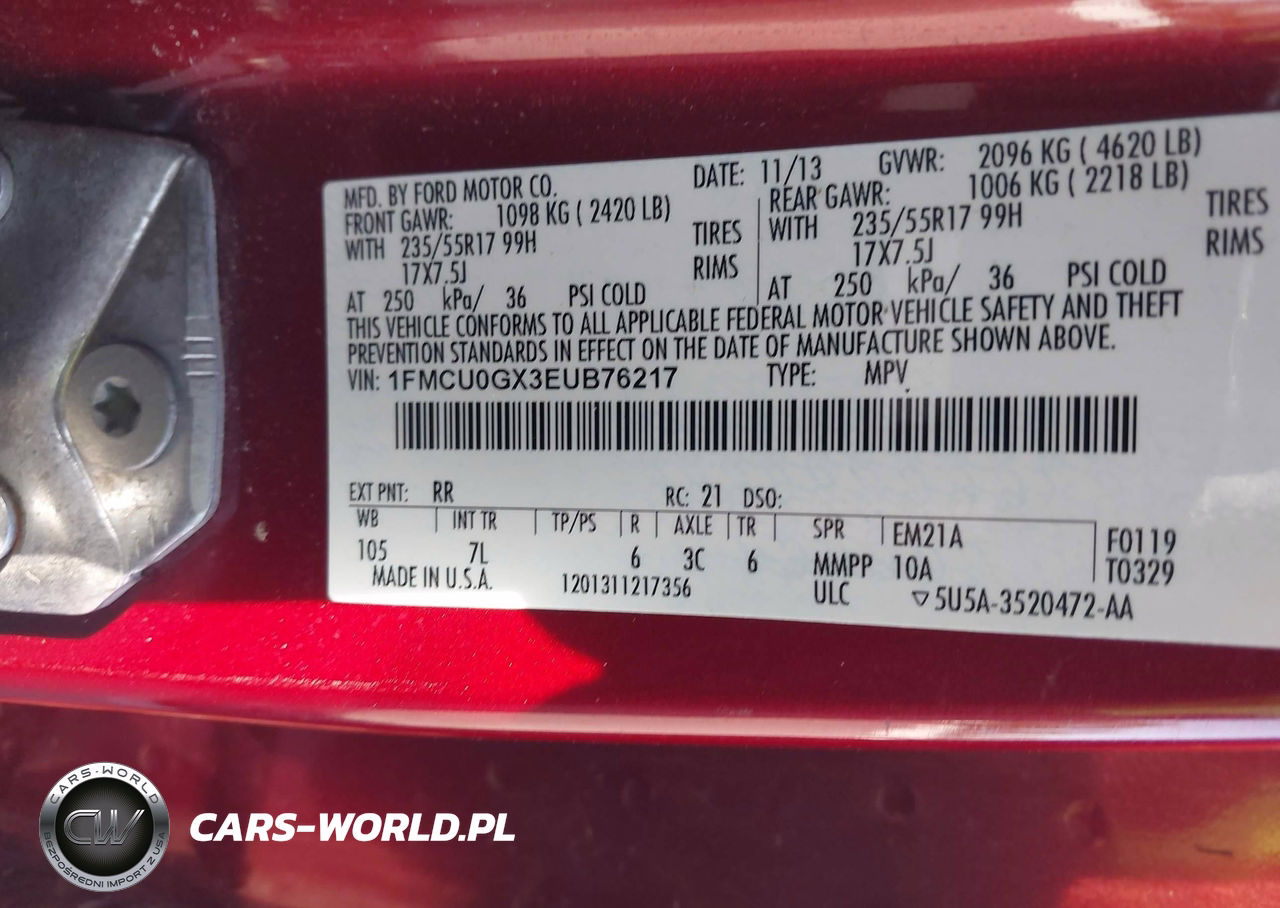 MFD. BY FORD MOTOR CO. DATE: 11/13 GVWR: 2096 KG ( 4620 LB)
FRONT GAWR: 1098 KG ( 2420 LB) REAR GAWR: 1006 KG ( 2218 LB)
WITH 235/55R17 99H TIRES WITH 235/55R17 99H TIRES
17X7.5J RIMS 17X7.5J RIMS
AT 250 kPa/ 36 PSI COLD AT 250 kPa/ 36 PSI COLD
THIS VEHICLE CONFORMS TO ALL APPLICABLE FEDERAL MOTOR VEHICLE SAFETY AND THEFT
PREVENTION STANDARDS IN EFFECT ON THE DATE OF MANUFACTURE SHOWN ABOVE.
VIN: 1FMCU0GX3EUB76217 TYPE: MPV
EXT PNT: RR RC: 21 DSO:
WB INT TR TP/PS R AXLE TR SPR EM21A F0119
105 7L 6 3C 6 MMPP 10A T0329
MADE IN U.S.A. 1201311217356 ULC ▽5U5A-3520472-AA
CARS-WORLD
CW
BEZPOŚREDNI IMPORT Z USA
CARS-WORLD.PL